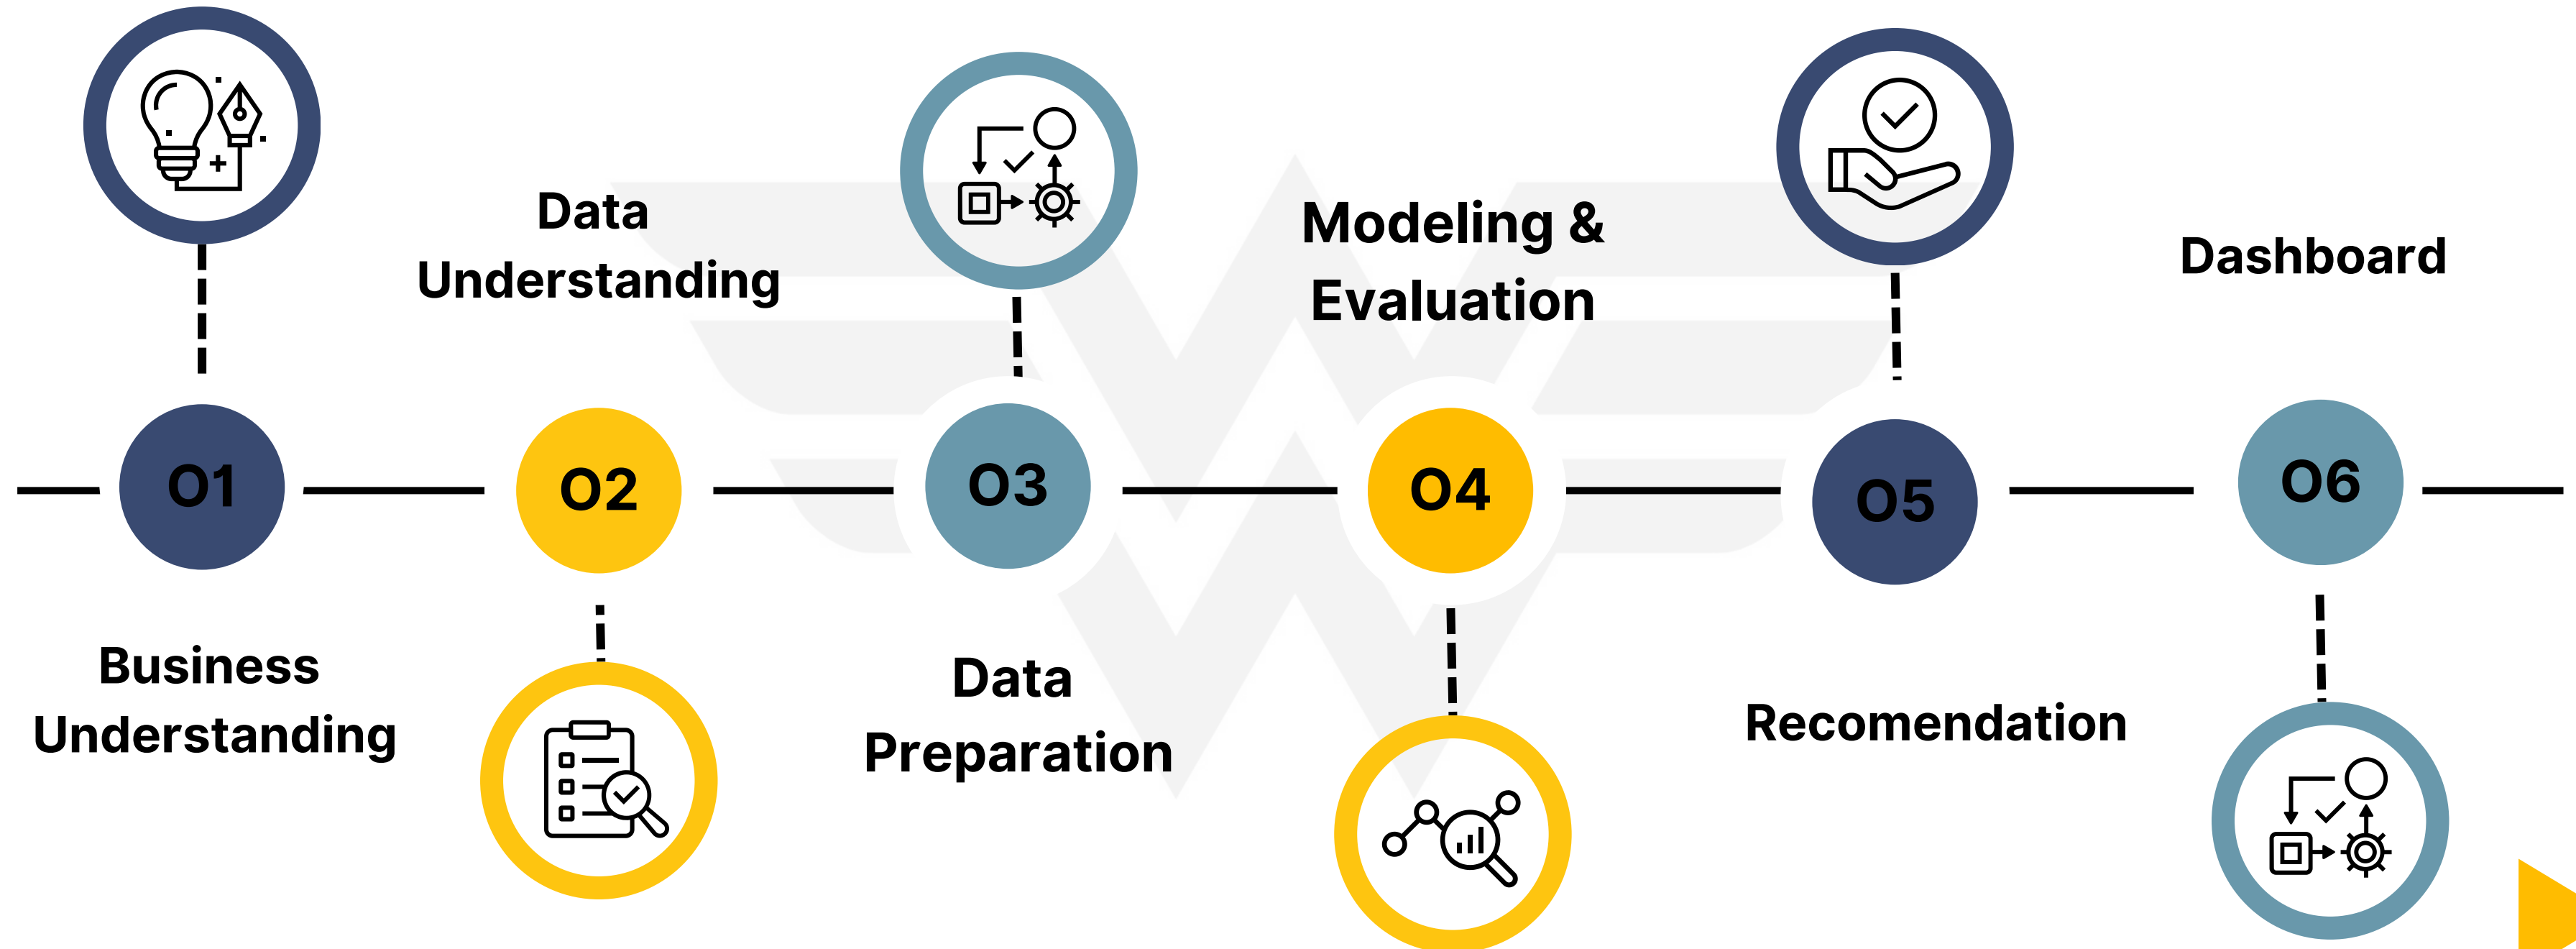 Data
Understanding
Modeling &
Evaluation
Dashboard
01
02
03
04
05
06
Business
Understanding
Data
Preparation
Recomendation